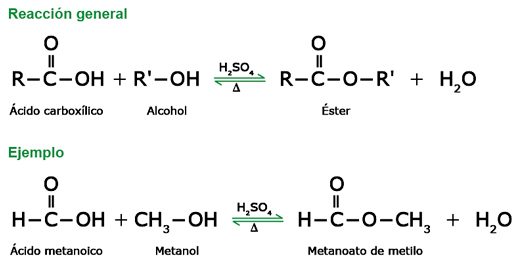 Reacción general
O
H₂SO₄
R–C–OH + R'–OH ⇌ R–C–O–R' + H₂O
Δ
O
Ácido carboxílico Alcohol Éster
Ejemplo
O
H₂SO₄
H–C–OH + CH₃–OH ⇌ H–C–O–CH₃ + H₂O
Δ
O
Ácido metanoico Metanol Metanoato de metilo